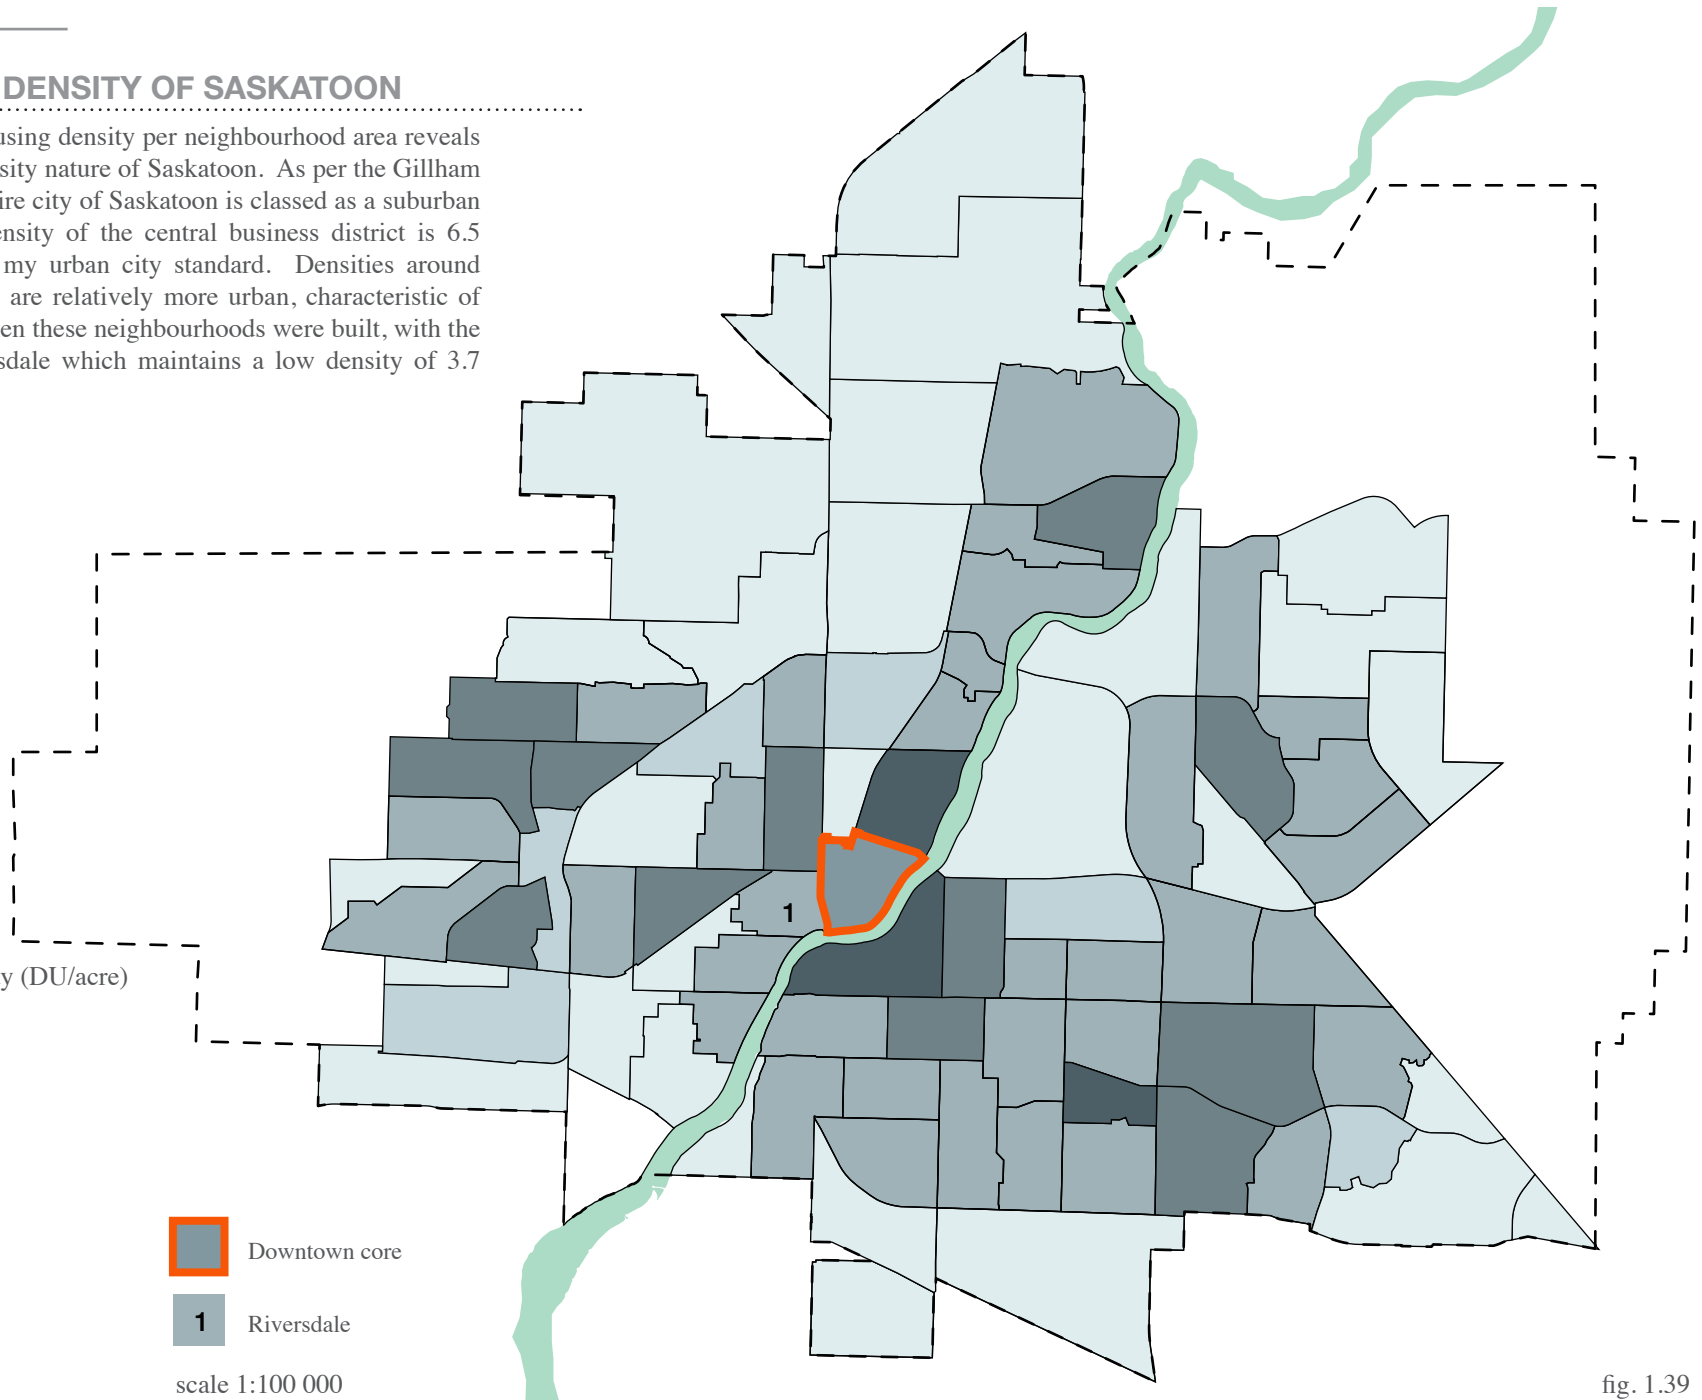 DENSITY OF SASKATOON
using density per neighbourhood area reveals
sity nature of Saskatoon. As per the Gillham
ire city of Saskatoon is classed as a suburban
ensity of the central business district is 6.5
my urban city standard. Densities around
are relatively more urban, characteristic of
en these neighbourhoods were built, with the
sdale which maintains a low density of 3.7
1
y (DU/acre)
Downtown core
1 Riversdale
scale 1:100 000
fig. 1.39